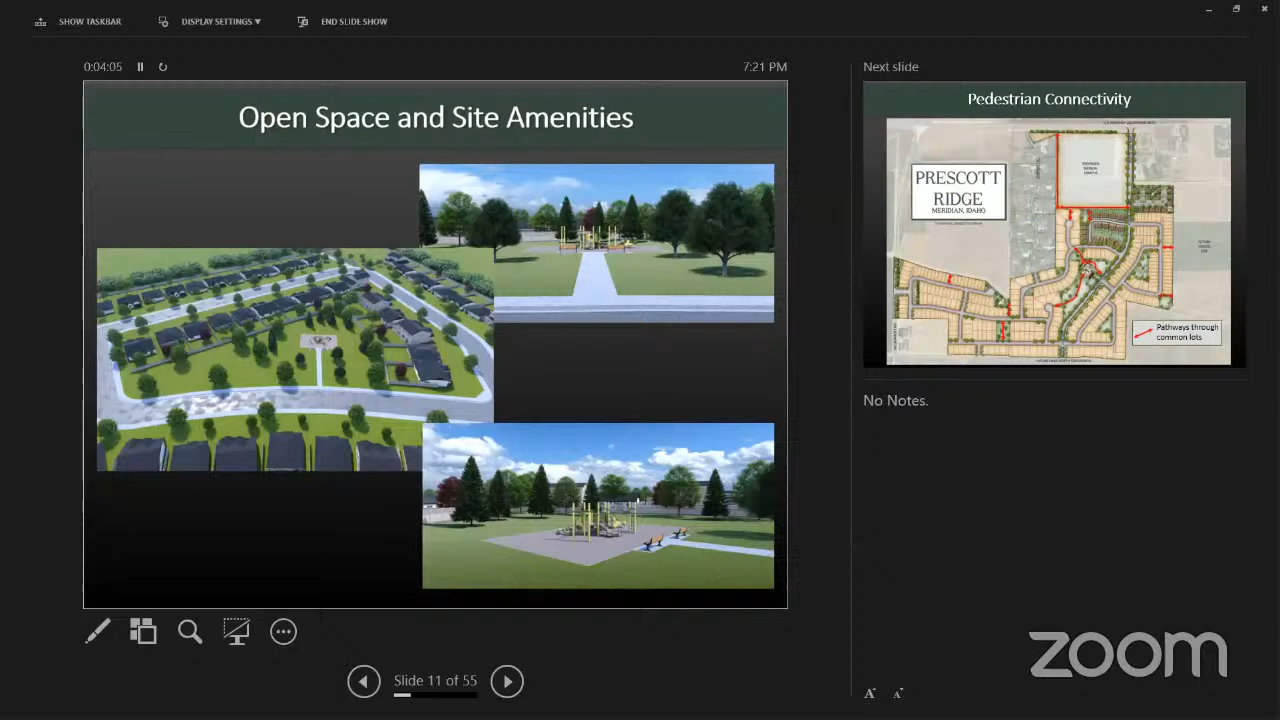 SHOW TASKBAR
DISPLAY SETTINGS ▼
END SLIDE SHOW
0:04:05
7:21 PM
Open Space and Site Amenities
Next slide
Pedestrian Connectivity
PRESCOTT
RIDGE
MERIDIAN, IDAHO
Pathways through
common lots
No Notes.
Slide 11 of 55
zoom